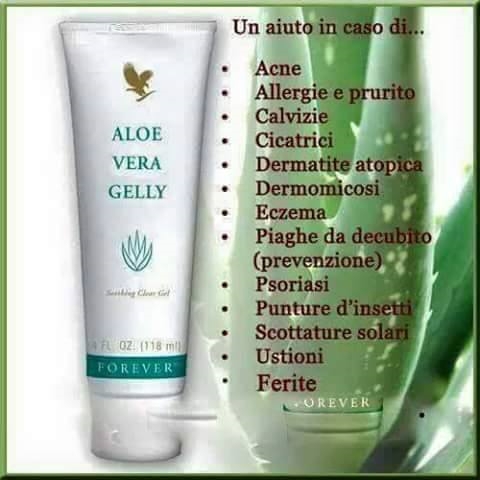 Un aiuto in caso di...
ALOE
VERA
GELLY
Soothing Clear Gel
4 FL. OZ. (118 ml)
FOREVER
• Acne
• Allergie e prurito
• Calvizie
• Cicatrici
• Dermatite atopica
• Dermomicosi
• Eczema
• Piaghe da decubito
(prevenzione)
• Psoriasi
• Punture d'insetti
• Scottature solari
• Ustioni
• Ferite
FOREVER